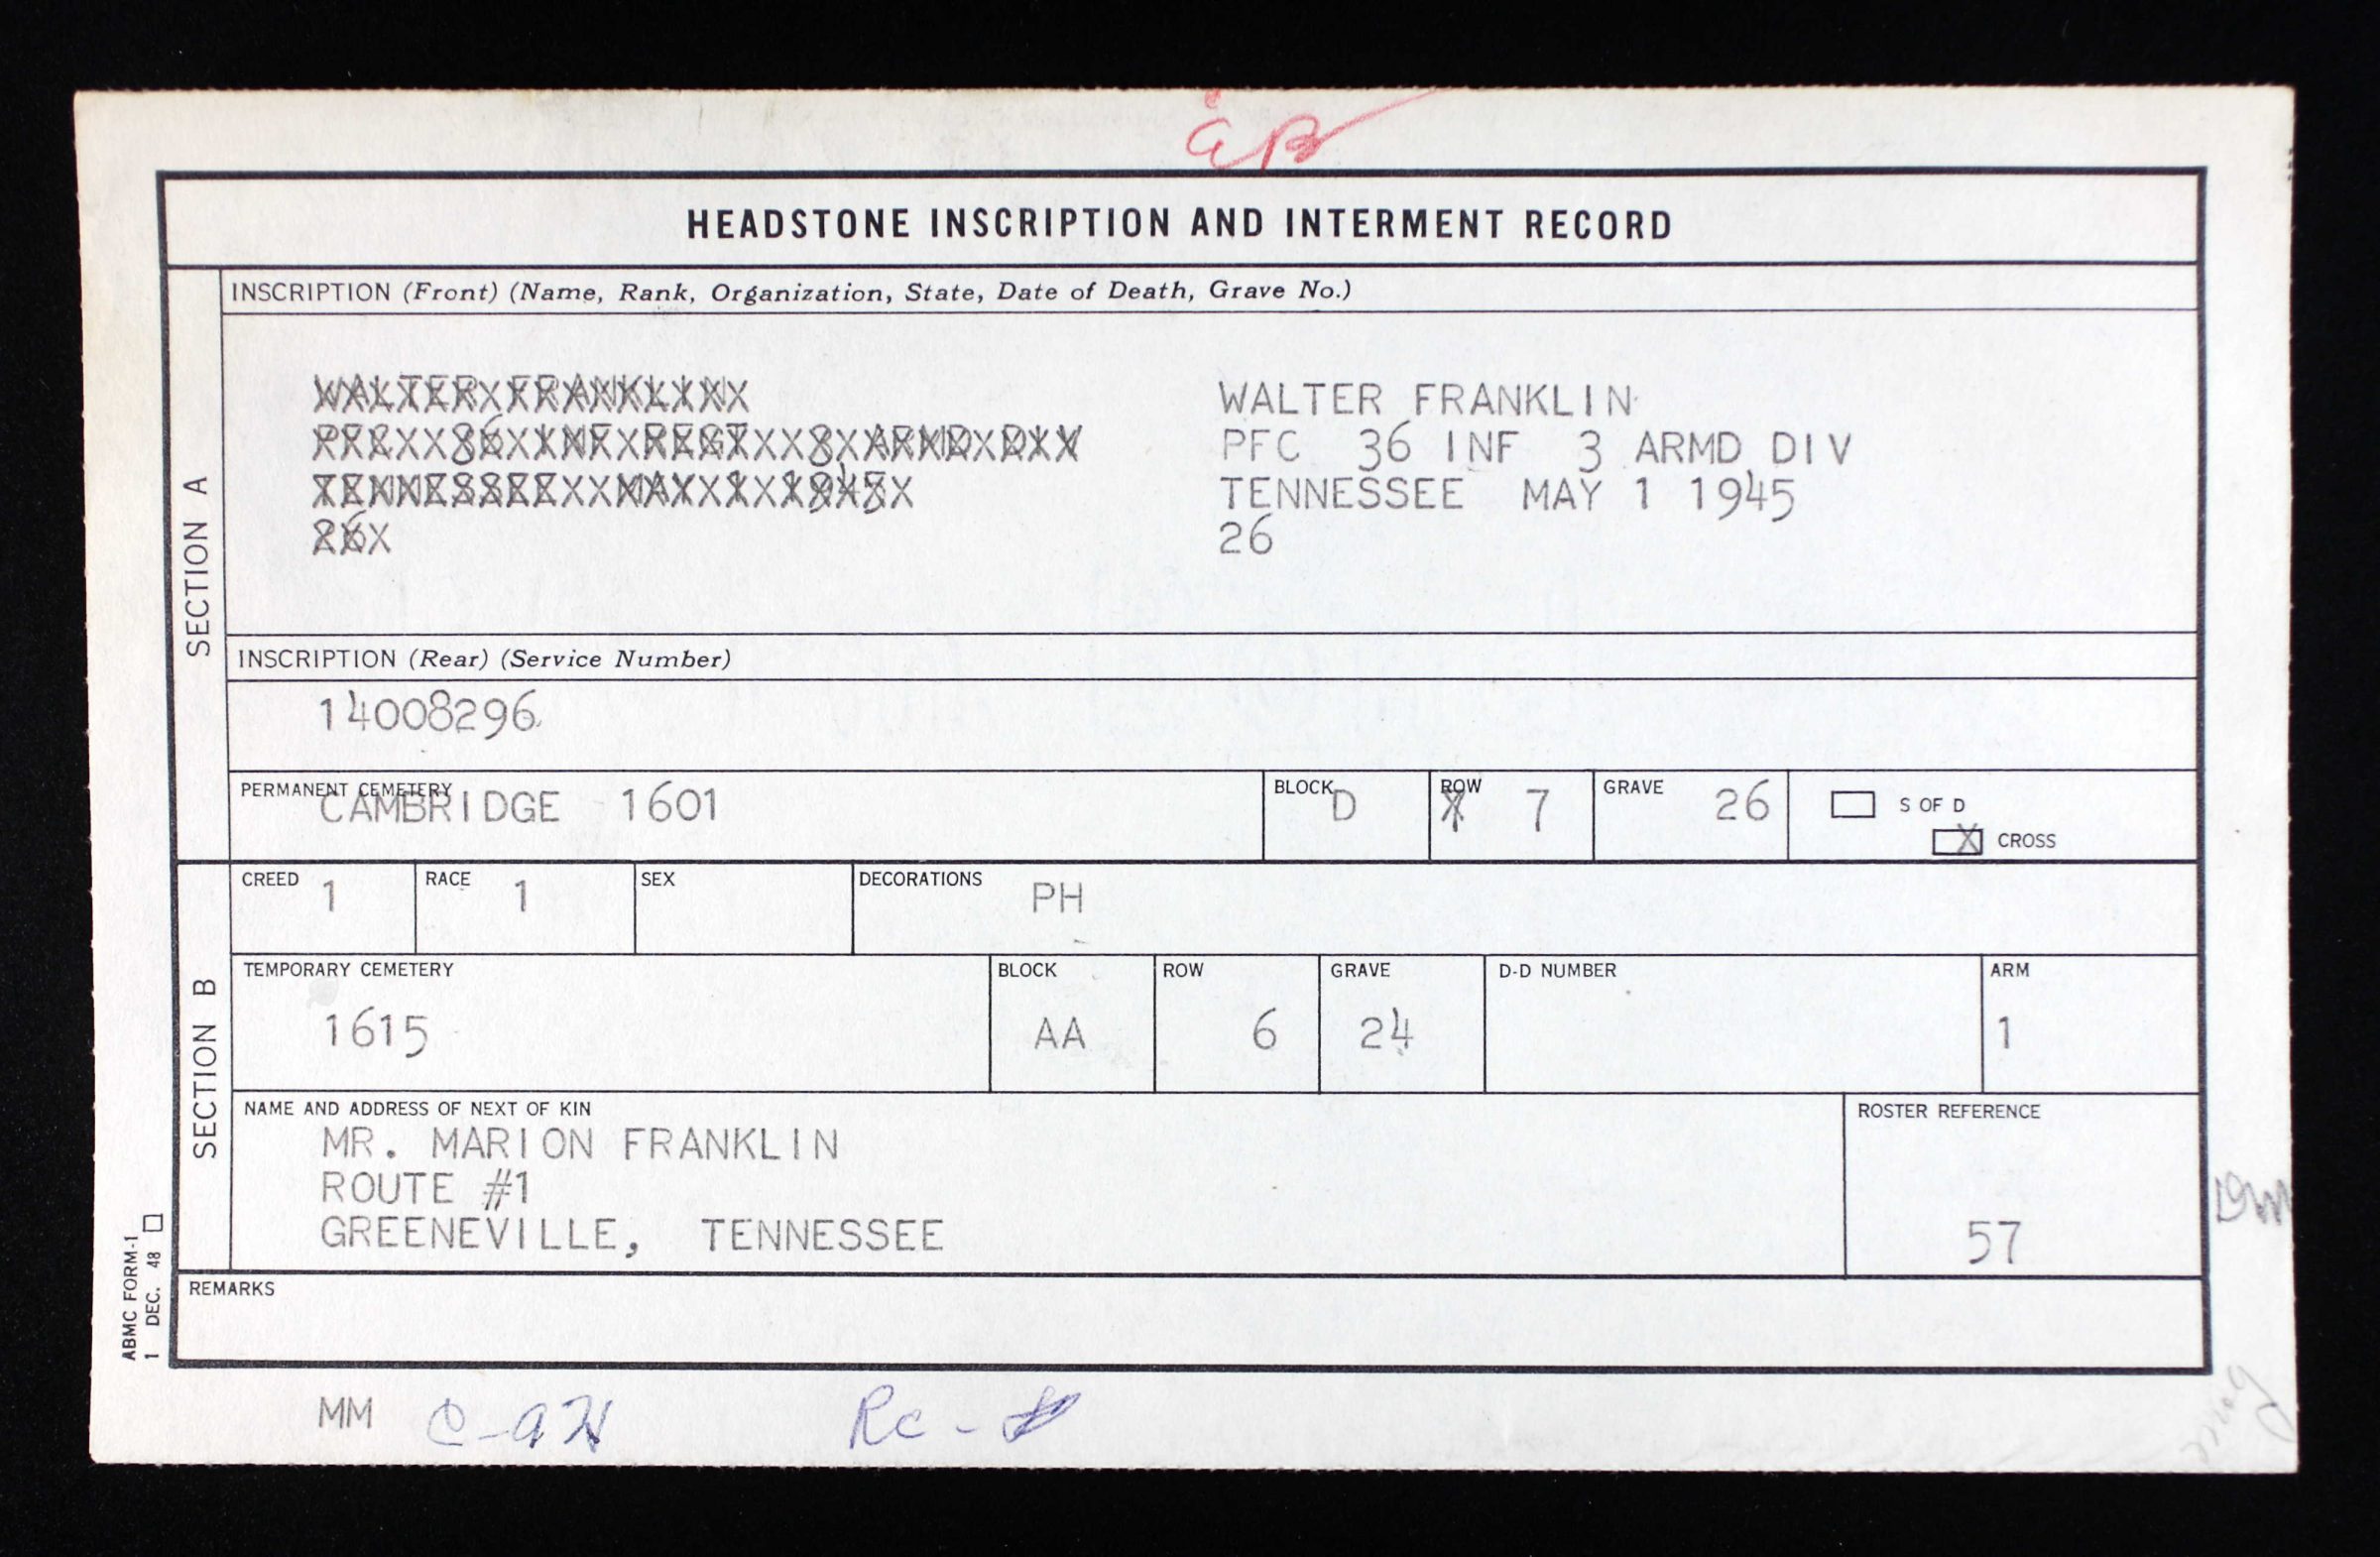 HEADSTONE INSCRIPTION AND INTERMENT RECORD
SECTION A
INSCRIPTION (Front) (Name, Rank, Organization, State, Date of Death, Grave No.)
WALTER FRANKLIN
PFC 36 INF 3 ARMD DIV
TENNESSEE MAY 1 1945
26
INSCRIPTION (Rear) (Service Number)
14008296
PERMANENT CEMETERY BLOCK ROW GRAVE
CAMBRIDGE 1601 D 7 26
S OF D
X CROSS
SECTION B
CREED 1 RACE 1 SEX DECORATIONS PH
TEMPORARY CEMETERY BLOCK ROW GRAVE D-D NUMBER ARM
1615 AA 6 24 1
NAME AND ADDRESS OF NEXT OF KIN ROSTER REFERENCE
MR. MARION FRANKLIN
ROUTE #1
GREENEVILLE, TENNESSEE 57
REMARKS
ABMC FORM-1
1 DEC. 48
MM